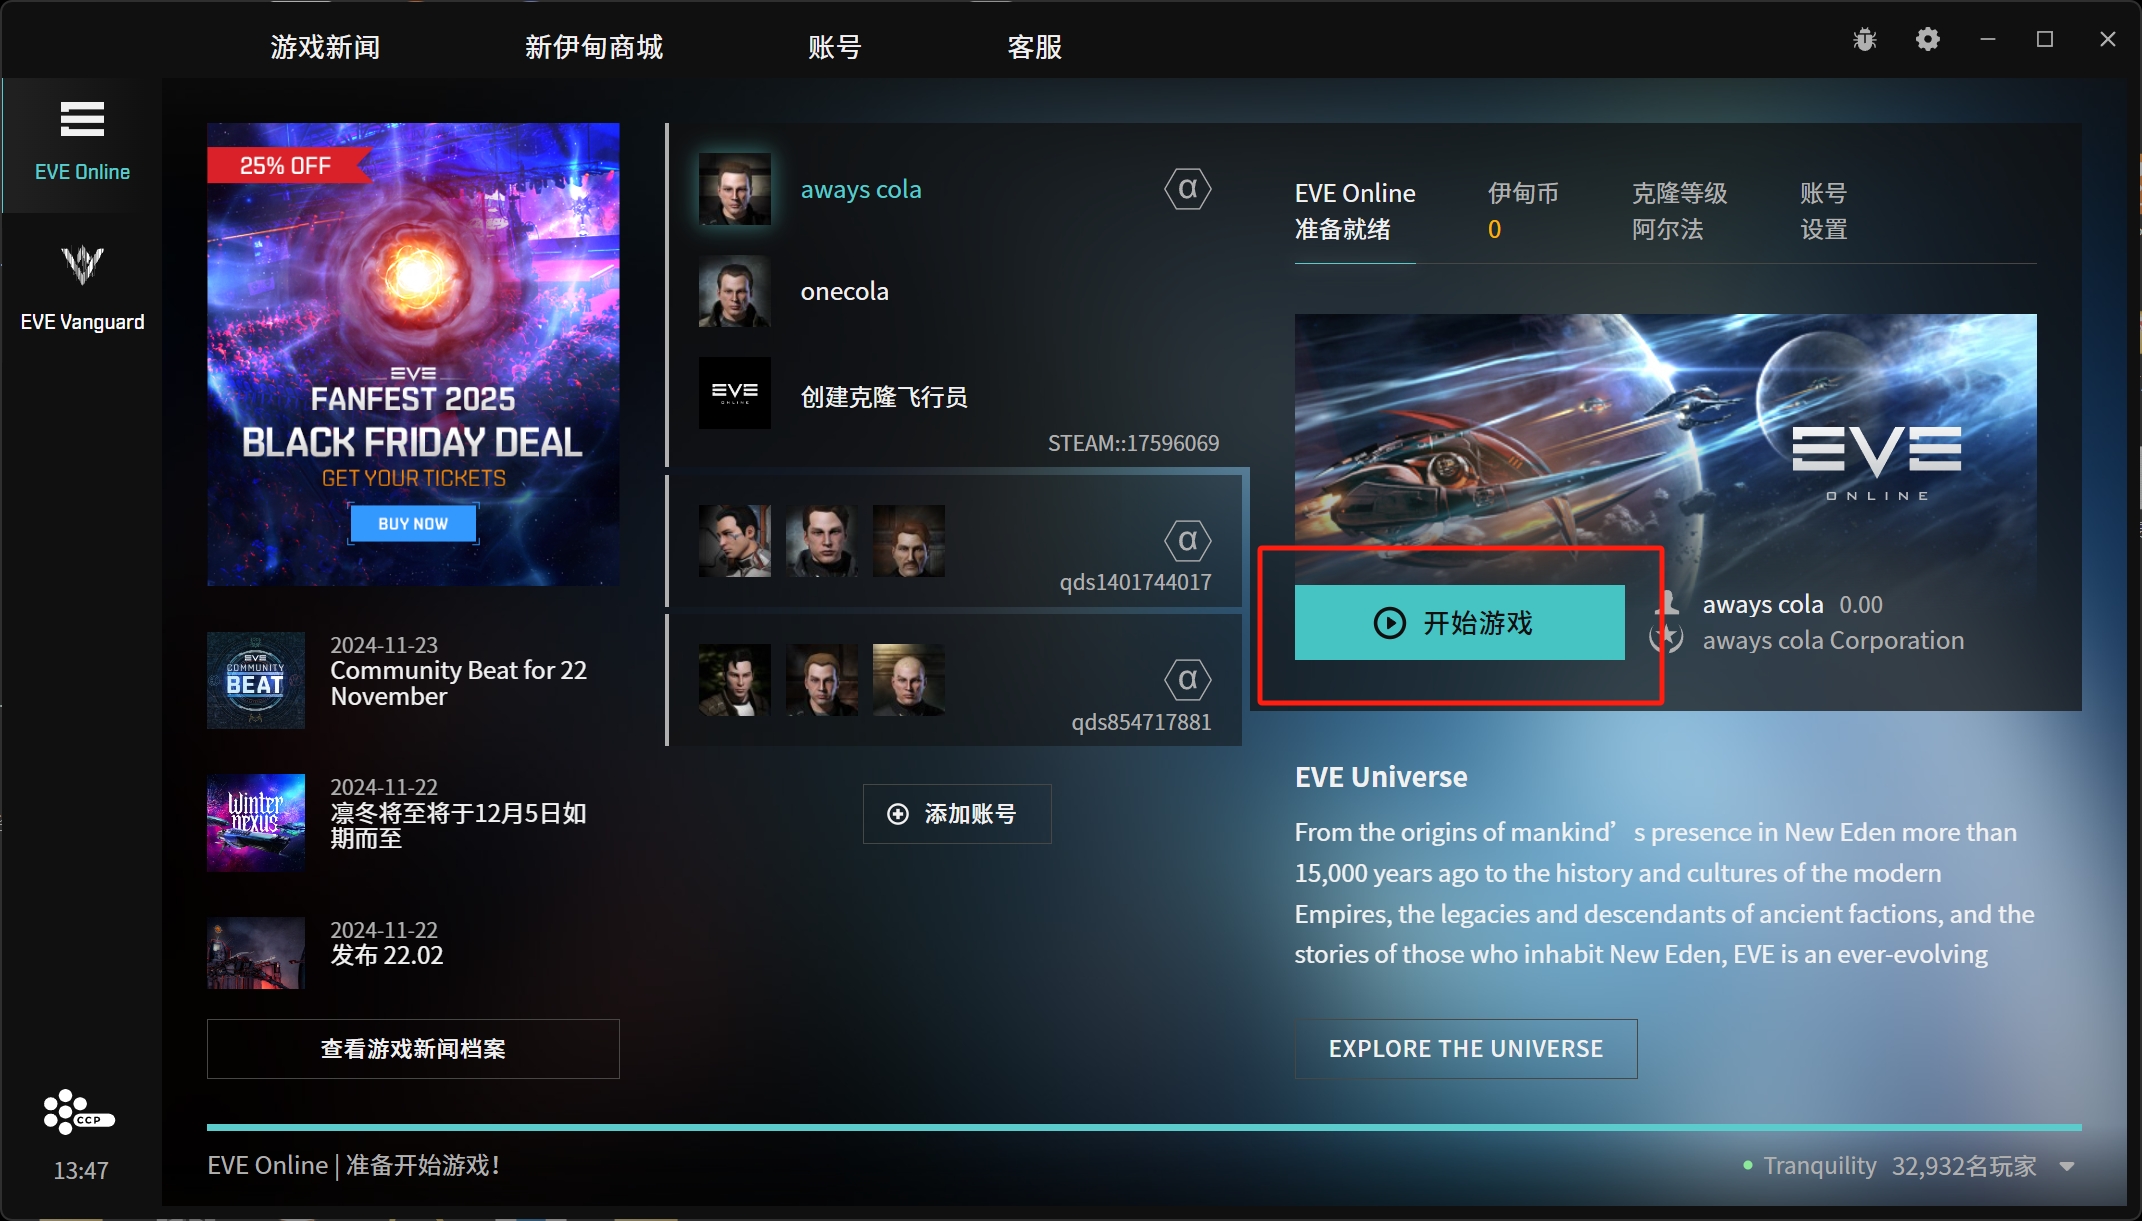 游戏新闻
新伊甸商城
账号
客服
EVE Online
EVE Vanguard
25% OFF
EVE
FANFEST 2025
BLACK FRIDAY DEAL
GET YOUR TICKETS
BUY NOW
EVE
COMMUNITY
BEAT
2024-11-23
Community Beat for 22
November
Winter
nexus
2024-11-22
凛冬将至将于12月5日如
期而至
2024-11-22
发布 22.02
查看游戏新闻档案
aways cola
α
onecola
EVE
ONLINE
创建克隆飞行员
STEAM::17596069
α
qds1401744017
α
qds854717881
添加账号
EVE Online
准备就绪
伊甸币
0
克隆等级
阿尔法
账号
设置
EVE
ONLINE
开始游戏
aways cola 0.00
aways cola Corporation
EVE Universe
From the origins of mankind’s presence in New Eden more than
15,000 years ago to the history and cultures of the modern
Empires, the legacies and descendants of ancient factions, and the
stories of those who inhabit New Eden, EVE is an ever-evolving
EXPLORE THE UNIVERSE
CCP
13:47
EVE Online | 准备开始游戏!
Tranquility 32,932名玩家